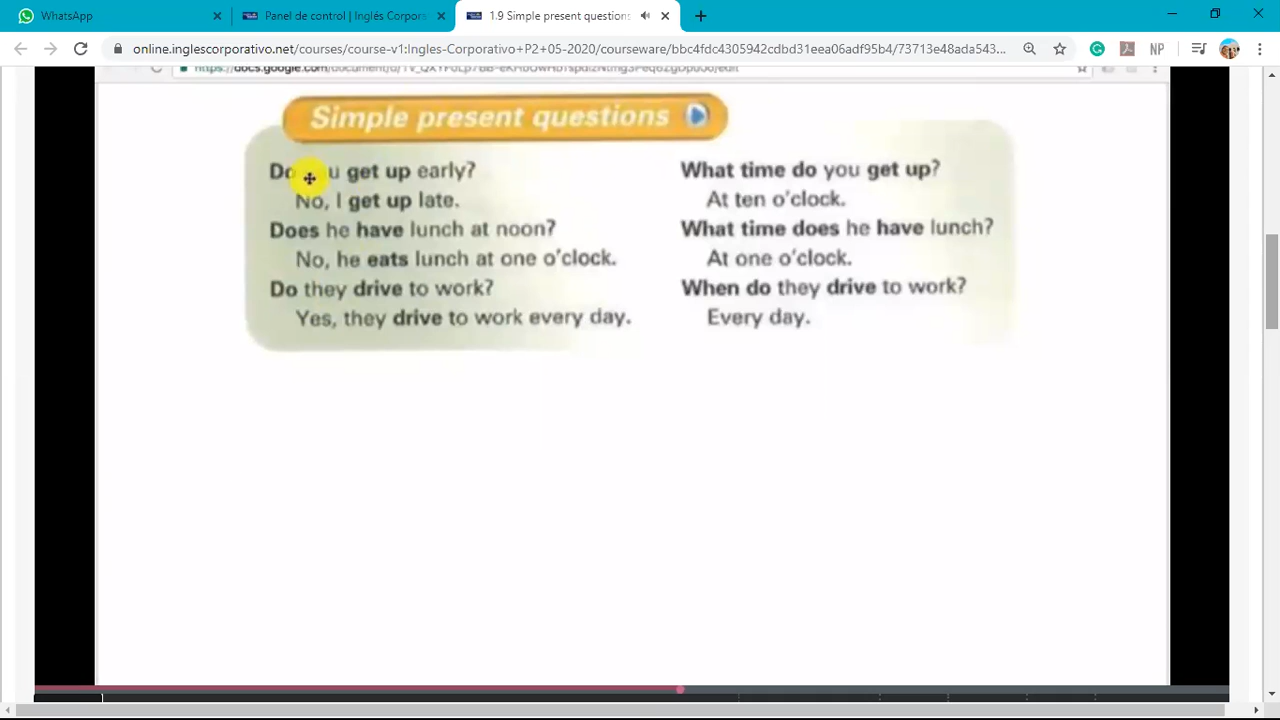 WhatsApp
Panel de control | Inglés Corpora
1.9 Simple present questions
online.inglescorporativo.net/courses/course-v1:Ingles-Corporativo+P2+05-2020/courseware/bbc4fdc4305342cdbd31eea06adf95b4/73713e48ada543...
NP
Simple present questions
get up early?
No, I get up late.
Does he have lunch at noon?
No, he eats lunch at one o'clock.
Do they drive to work?
Yes, they drive to work every day.
What time do you get up?
At ten o'clock.
What time does he have lunch?
At one o'clock.
When do they drive to work?
Every day.